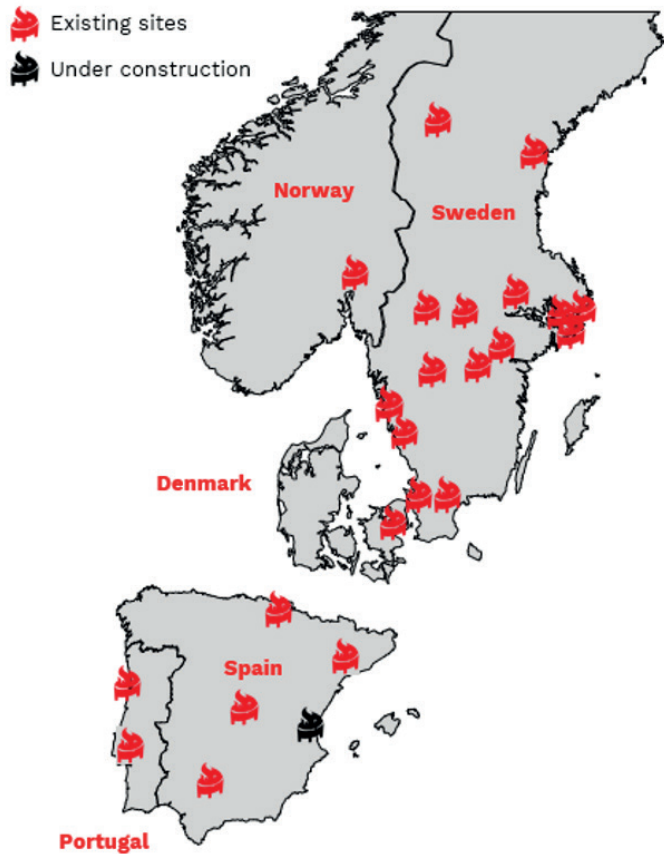 Existing sites
Under construction
Norway
Sweden
Denmark
Spain
Portugal